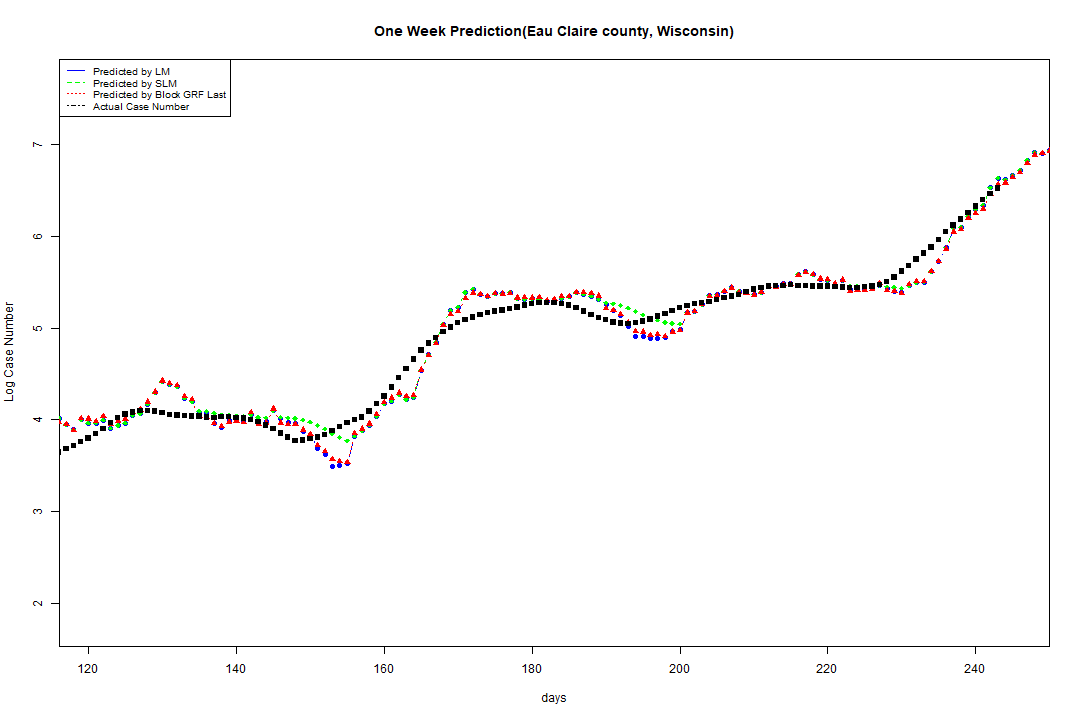 One Week Prediction(Eau Claire county, Wisconsin)
Predicted by LM
Predicted by SLM
Predicted by Block GRF Last
Actual Case Number
Log Case Number
7
6
5
4
3
2
120 140 160 180 200 220 240
days